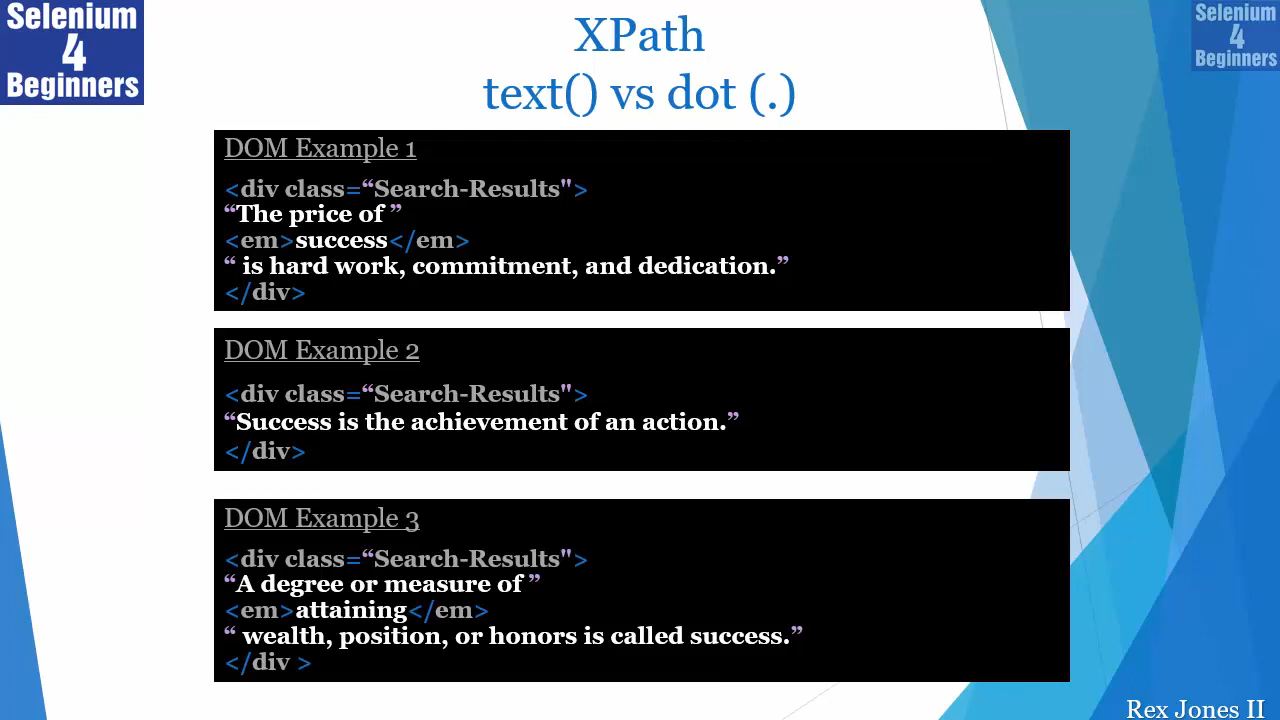 Selenium
4
Beginners
Selenium
4
Beginners
XPath
text() vs dot (.)
DOM Example 1
<div class=“Search-Results">
“The price of ”
<em>success</em>
“ is hard work, commitment, and dedication.”
</div>
DOM Example 2
<div class=“Search-Results">
“Success is the achievement of an action.”
</div>
DOM Example 3
<div class=“Search-Results">
“A degree or measure of ”
<em>attaining</em>
“ wealth, position, or honors is called success.”
</div >
Rex Jones II